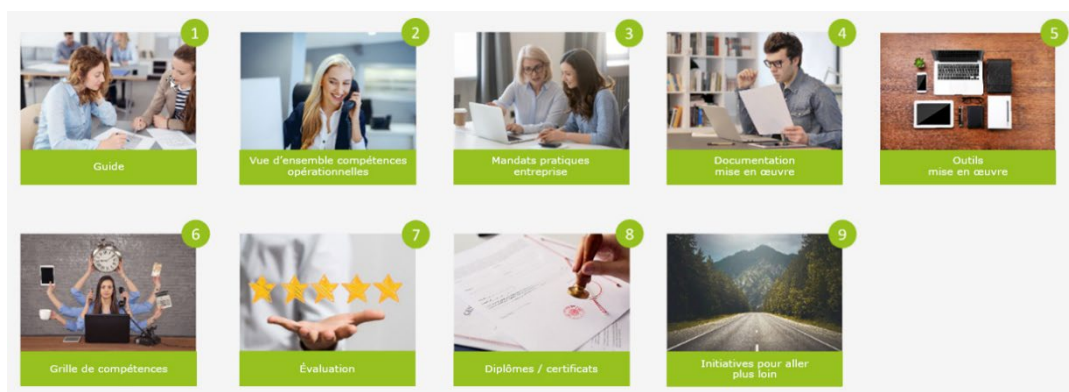 1
2
3
4
5
Guide
Vue d'ensemble compétences
opérationnelles
Mandats pratiques
entreprise
Documentation
mise en œuvre
Outils
mise en œuvre
6
7
8
9
Grille de compétences
Évaluation
Diplômes / certificats
Initiatives pour aller
plus loin